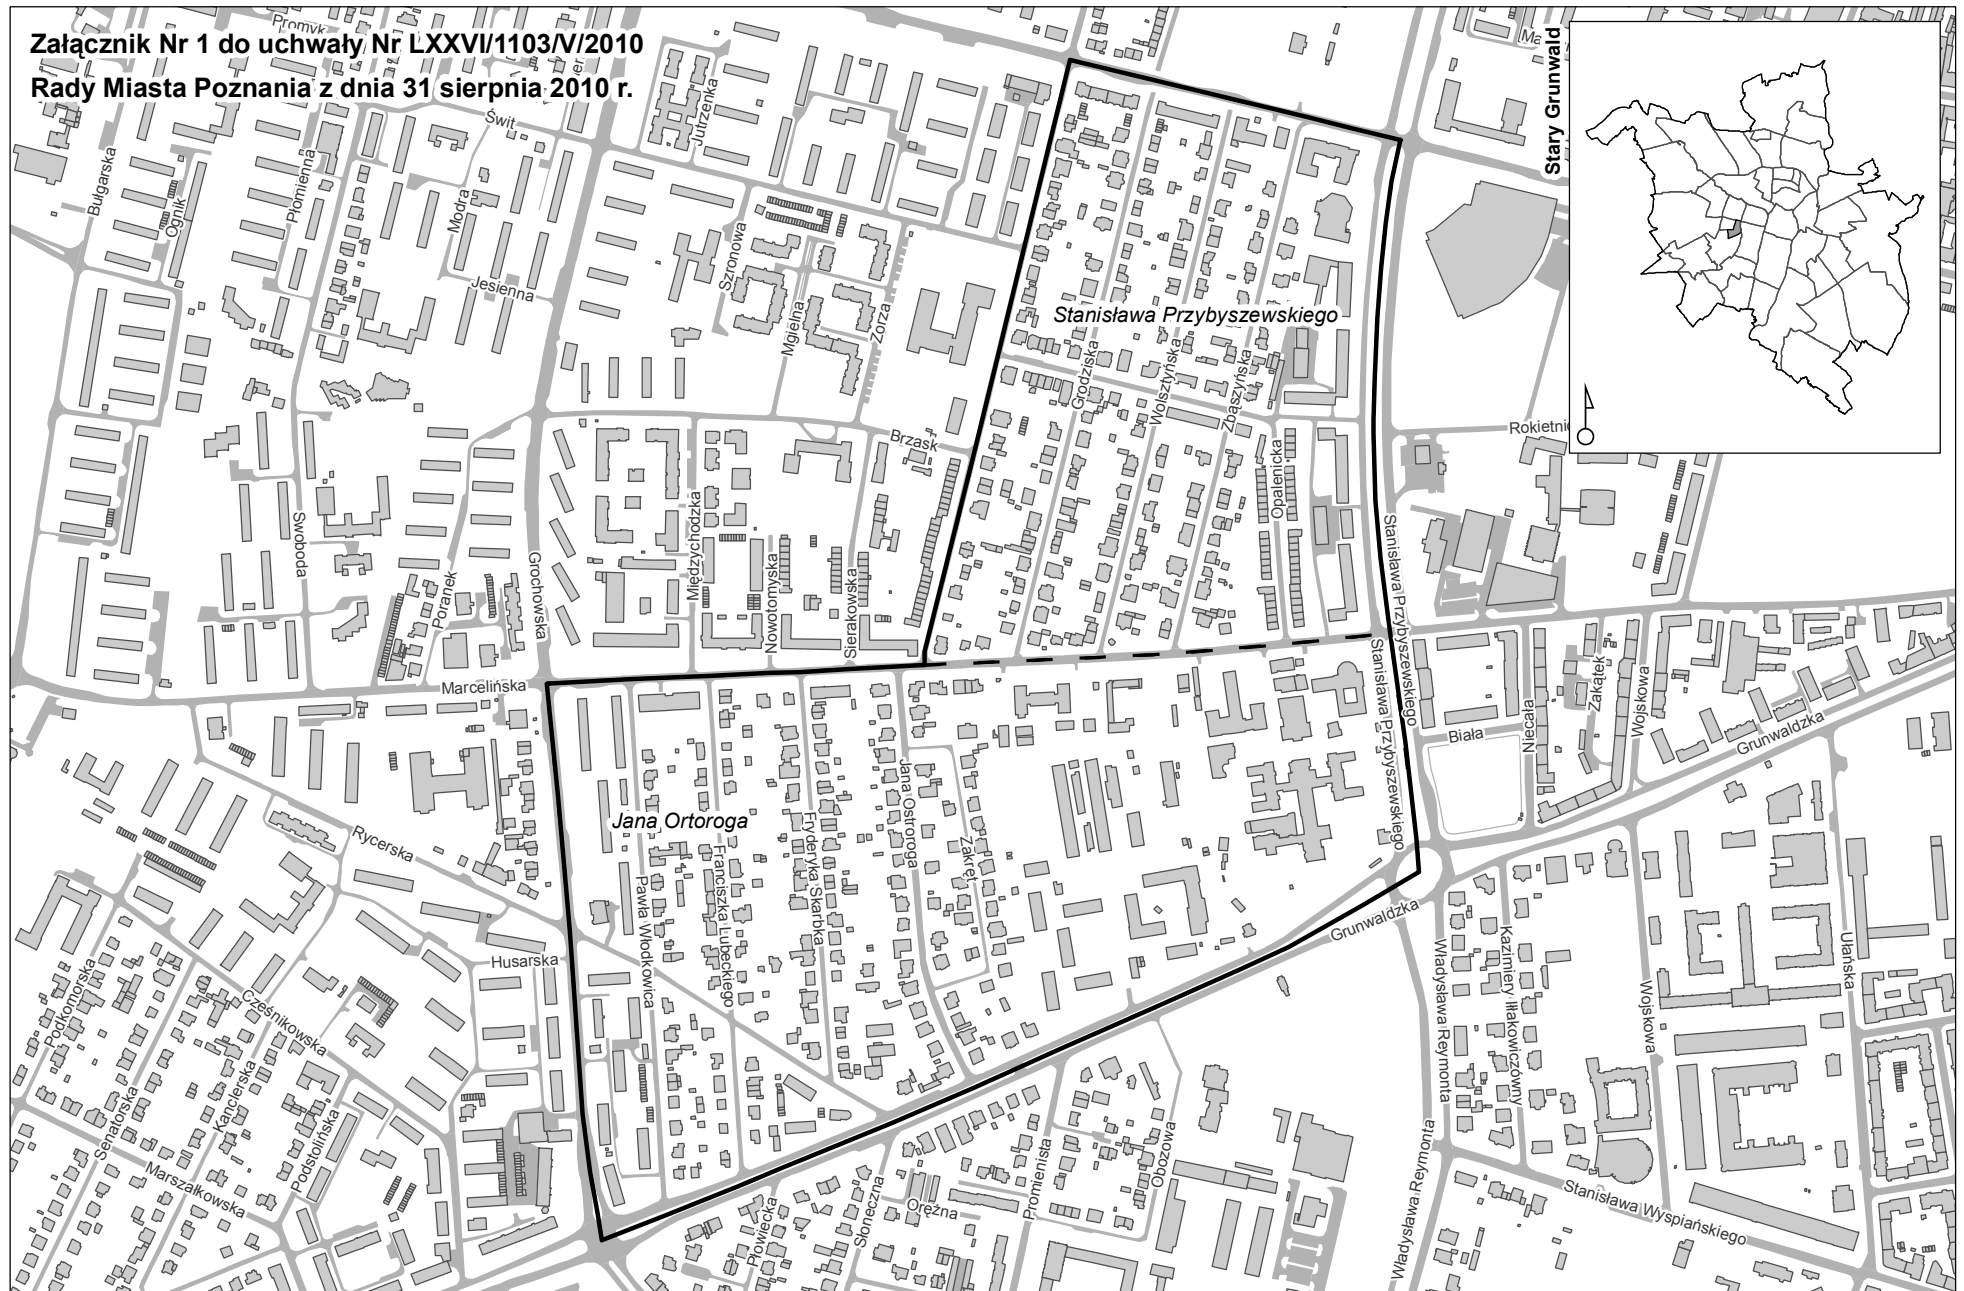 Załącznik Nr 1 do uchwały Nr LXXVI/1103/V/2010
Rady Miasta Poznania z dnia 31 sierpnia 2010 r.
Stary Grunwald
Promyk
Jutrzenka
Świt
Bułgarska
Ognik
Płomienna
Modra
Jesienna
Szronowa
Mgielna
Zorza
Stanisława Przybyszewskiego
Grodziska
Wolsztyńska
Zbąszyńska
Opalenicka
Brzask
Swoboda
Poranek
Grochowska
Międzychodzka
Nowotomyska
Sierakowska
Stanisława Przybyszewskiego
Stanisława Przybyszewskiego
Marcelińska
Biała
Niecała
Zakątek
Wojskowa
Grunwaldzka
Jana Ortoroga
Rycerska
Pawła Włodkowica
Franciszka Lubeckiego
Fryderyka Skarbka
Jana Ostroroga
Zakręt
Grunwaldzka
Husarska
Podkomorska
Cześnikowska
Kanclerska
Senatorska
Podstolińska
Marszałkowska
Władysława Reymonta
Kazimiery Iłłakowiczówny
Wojskowa
Ułańska
Płowiecka
Słoneczna
Orężna
Promienista
Obozowa
Władysława Reymonta
Stanisława Wyspiańskiego